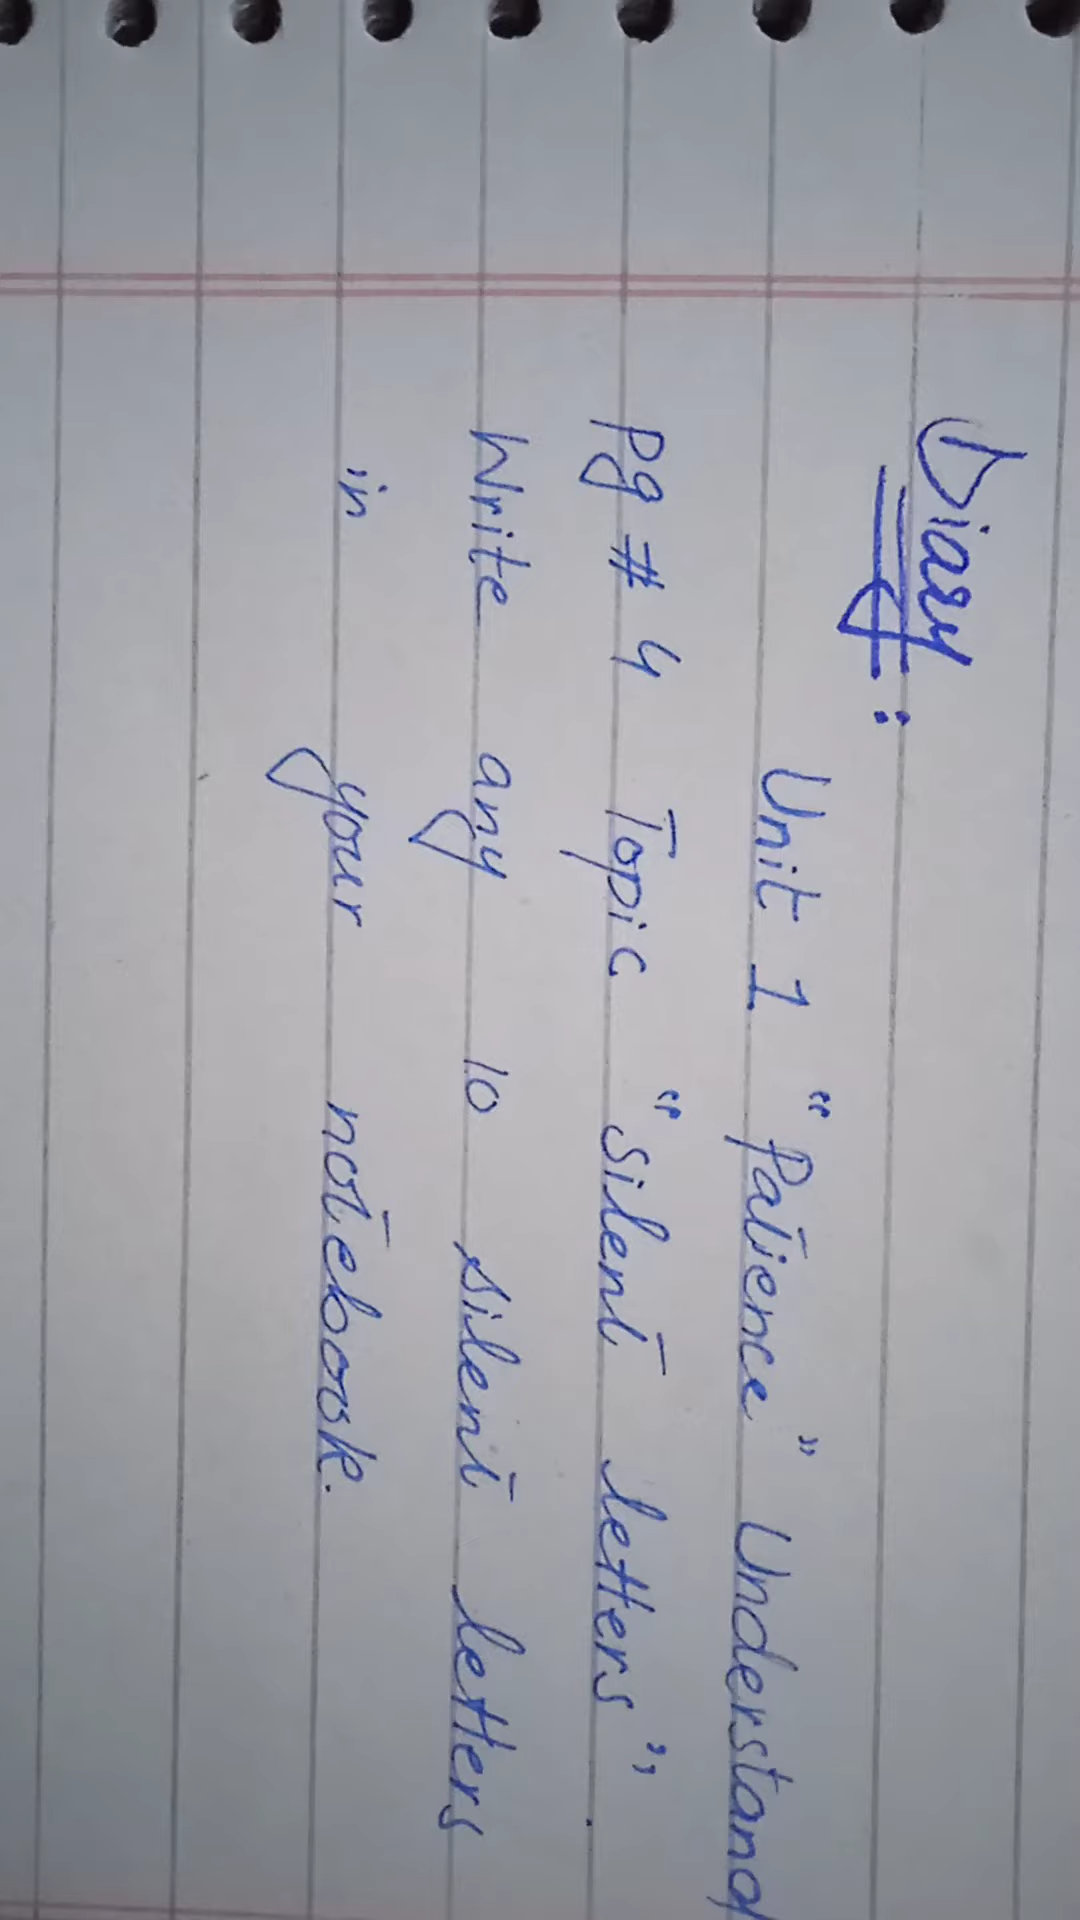 Diary:
Unit 1 "Patience" Understand
Pg # 4 Topic "Silent letters".
Write any 10 silent letters
in your notebook.